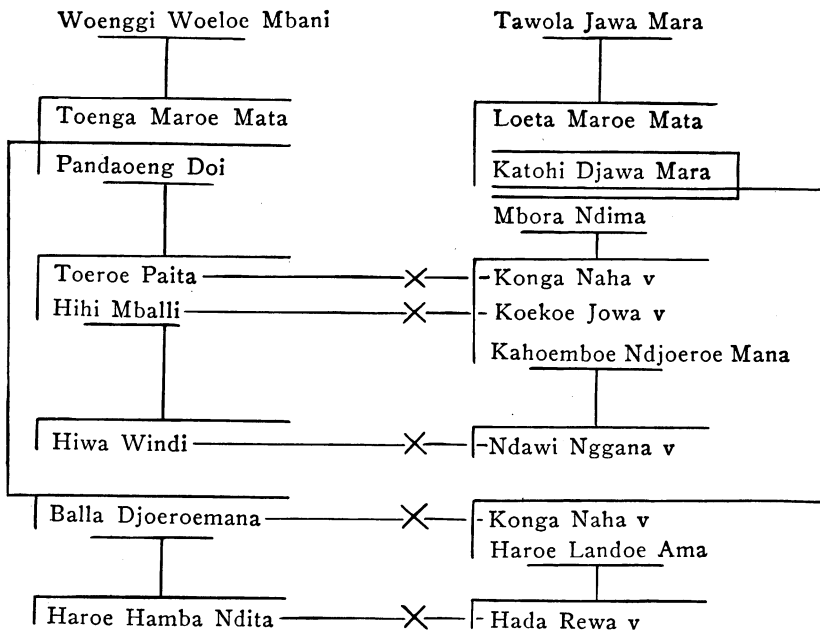 Woenggi Woeloe Mbani
Tawola Jawa Mara
Toenga Maroe Mata
Loeta Maroe Mata
Pandaoeng Doi
Katohi Djawa Mara
Mbora Ndima
Toeroe Paita
Konga Naha v
Hihi Mballi
Koekoe Jowa v
Kahoemboe Ndjoeroe Mana
Hiwa Windi
Ndawi Nggana v
Balla Djoeroemana
Konga Naha v
Haroe Landoe Ama
Haroe Hamba Ndita
Hada Rewa v